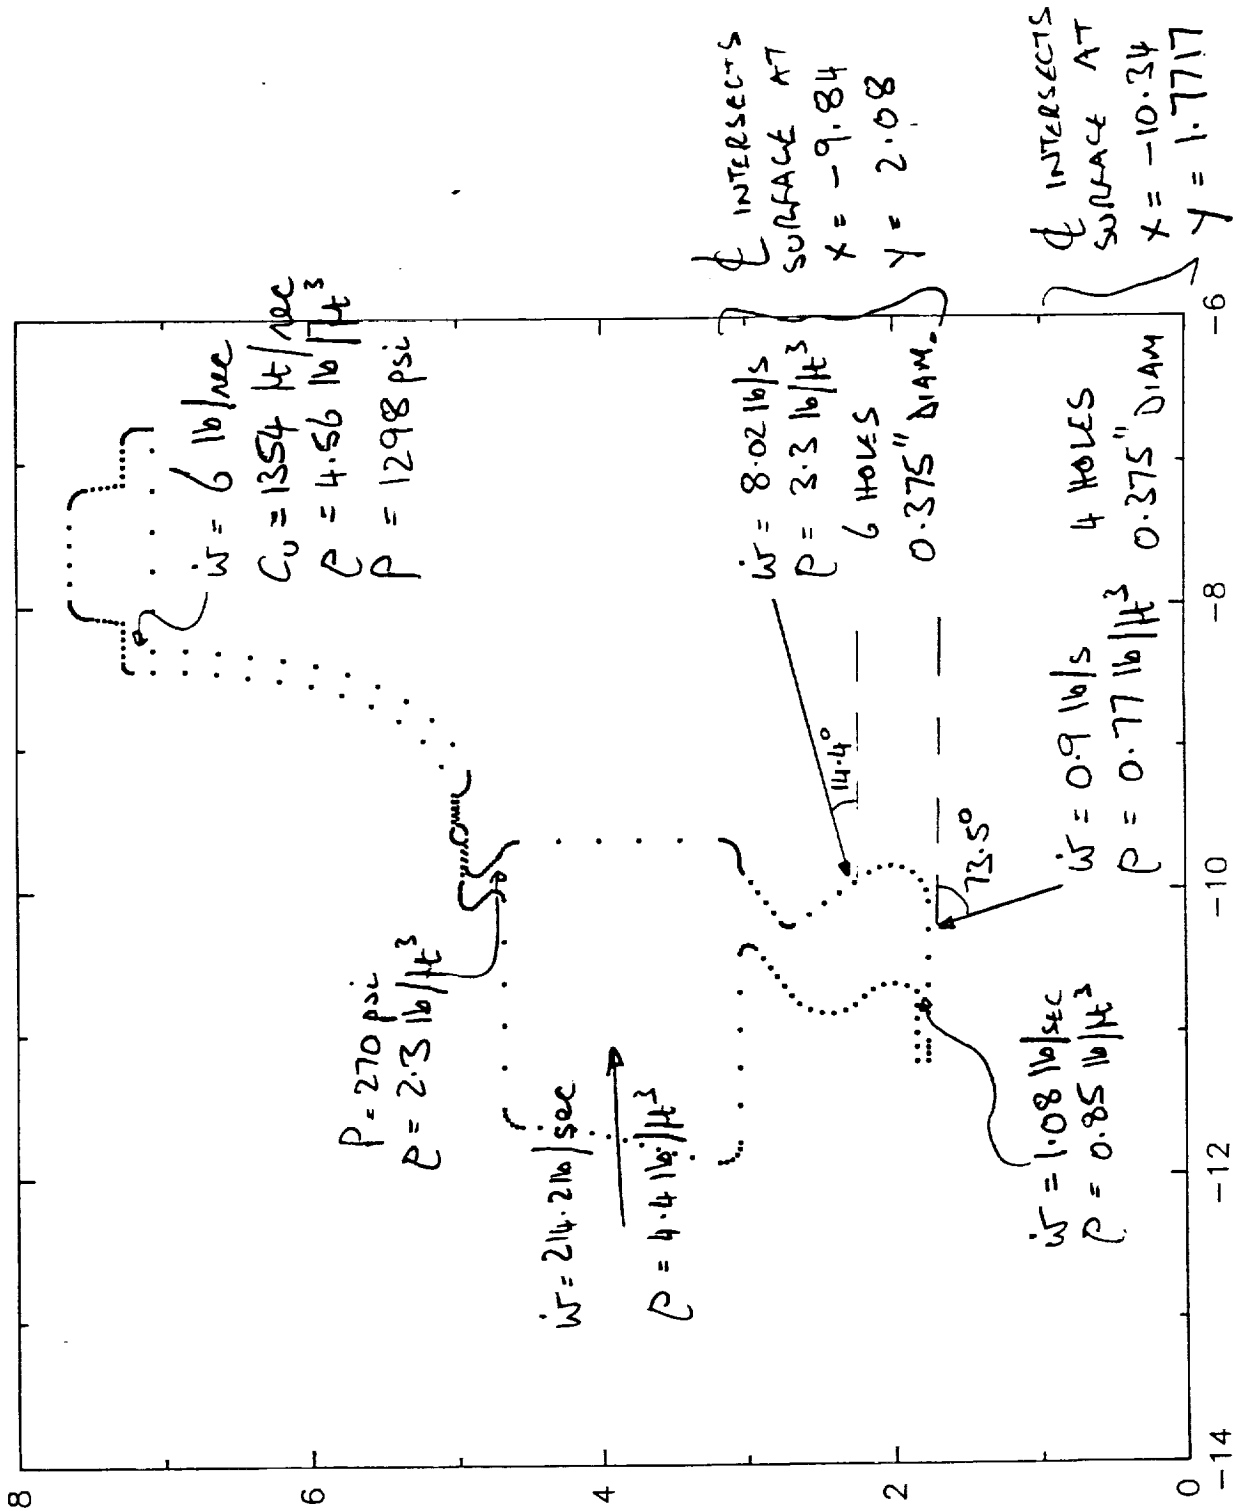 8
6
4
2
0
-14
-12
-10
-8
-6
ẇ = 6 lb/sec
Cυ = 1354 ft/sec
ρ = 4.56 lb/ft³
P = 1298 psi
P = 270 psi
ρ = 2.3 lb/ft³
ẇ = 214.2 lb/sec
ρ = 4.4 lb/ft³
ẇ = 8.02 lb/s
ρ = 3.3 lb/ft³
6 HOLES
0.375" DIAM.
14.4°
℄ INTERSECTS
SURFACE AT
X = -9.84
Y = 2.08
73.5°
ẇ = 0.9 lb/s
ρ = 0.77 lb/ft³
4 HOLES
0.375" DIAM
℄ INTERSECTS
SURFACE AT
X = -10.34
Y = 1.7717
ẇ = 1.08 lb/sec
ρ = 0.85 lb/ft³